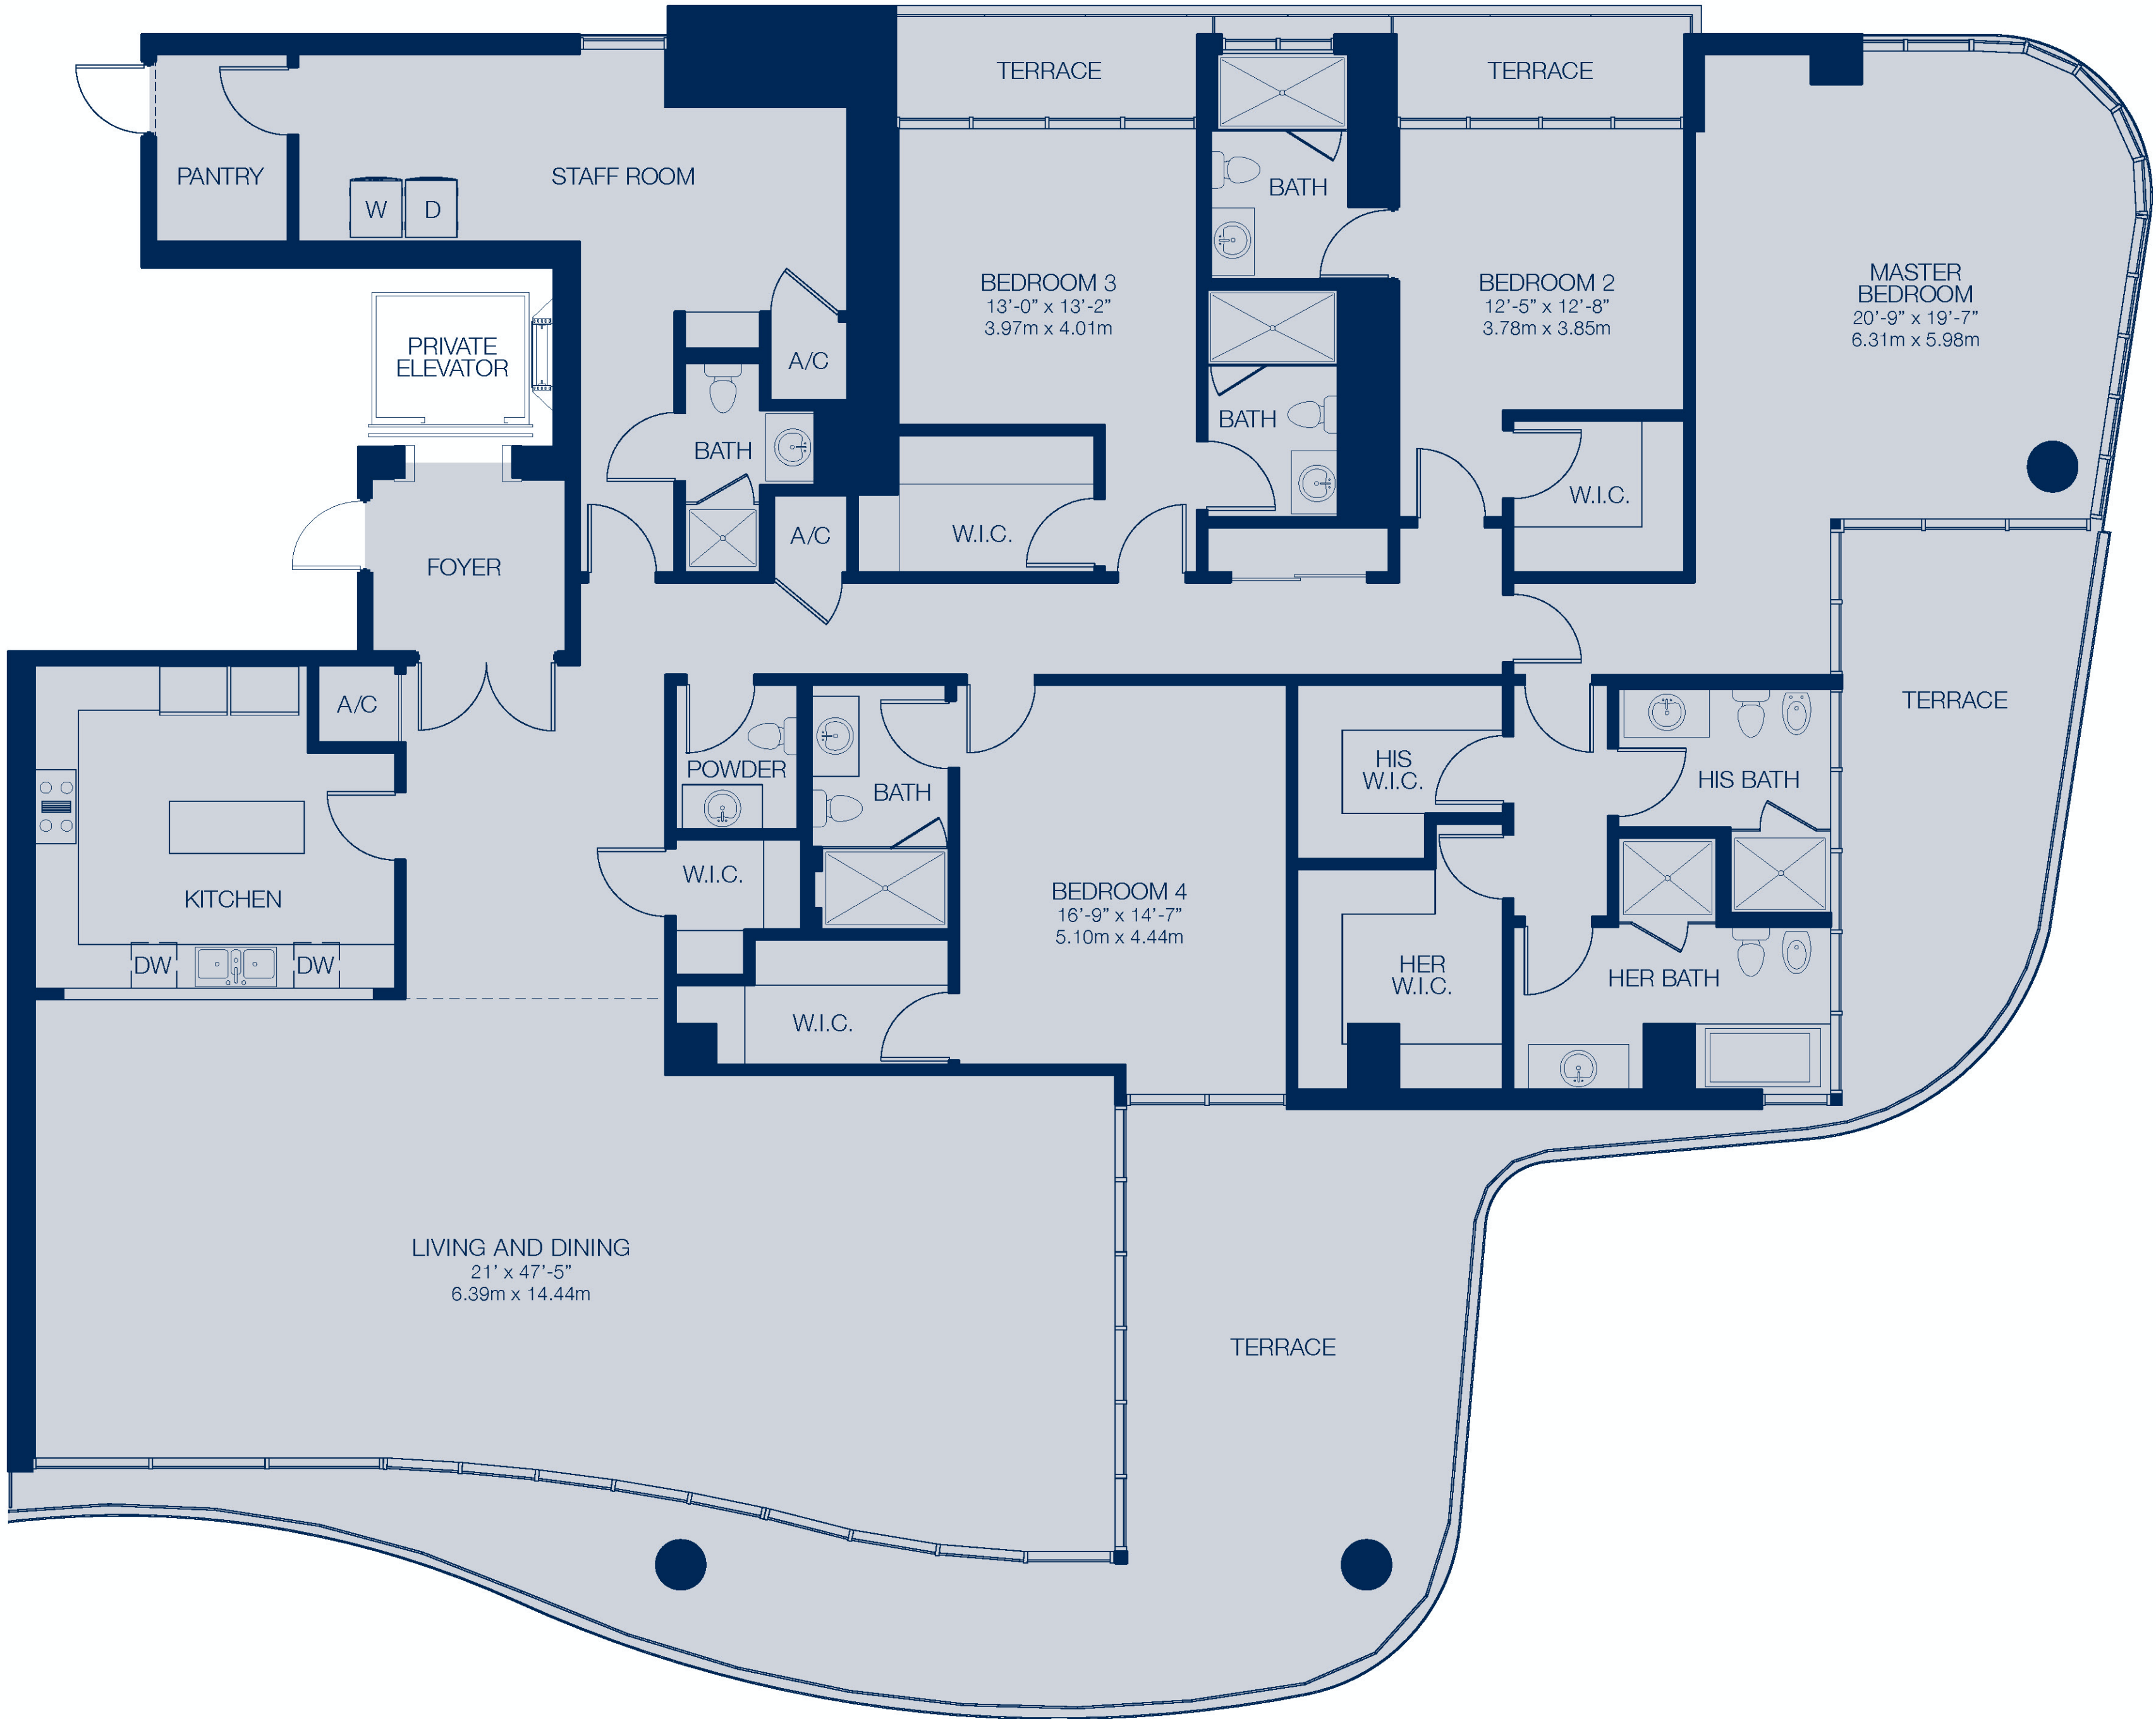 TERRACE
TERRACE
PANTRY
STAFF ROOM
W
D
BATH
BEDROOM 3
13’-0” x 13’-2”
3.97m x 4.01m
BEDROOM 2
12’-5” x 12’-8”
3.78m x 3.85m
MASTER
BEDROOM
20’-9” x 19’-7”
6.31m x 5.98m
PRIVATE
ELEVATOR
A/C
BATH
BATH
W.I.C.
A/C
W.I.C.
FOYER
A/C
TERRACE
POWDER
BATH
HIS
W.I.C.
HIS BATH
KITCHEN
W.I.C.
BEDROOM 4
16’-9” x 14’-7”
5.10m x 4.44m
DW
DW
HER
W.I.C.
HER BATH
W.I.C.
LIVING AND DINING
21’ x 47’-5”
6.39m x 14.44m
TERRACE